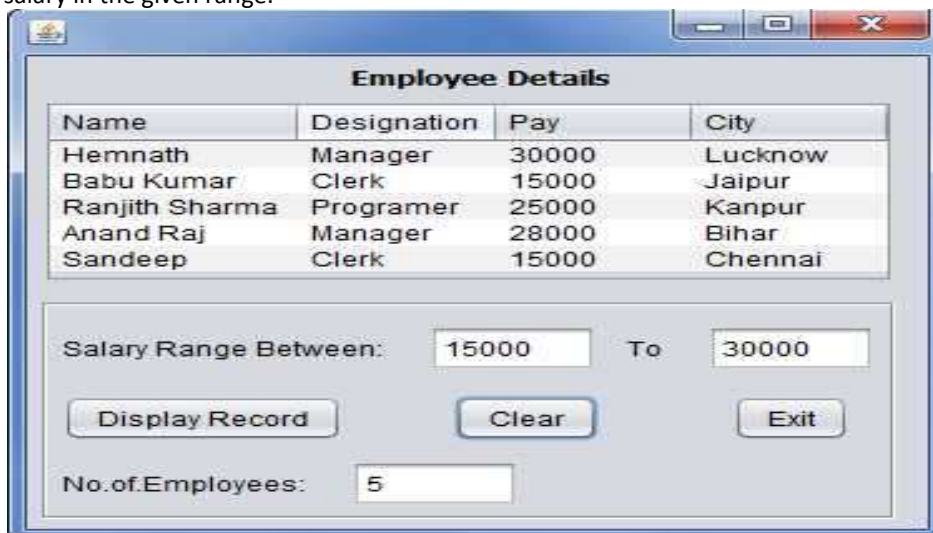 salary in the given range.
Employee Details
Name Designation Pay City
Hemnath Manager 30000 Lucknow
Babu Kumar Clerk 15000 Jaipur
Ranjith Sharma Programer 25000 Kanpur
Anand Raj Manager 28000 Bihar
Sandeep Clerk 15000 Chennai
Salary Range Between: 15000 To 30000
Display Record Clear Exit
No.of.Employees: 5